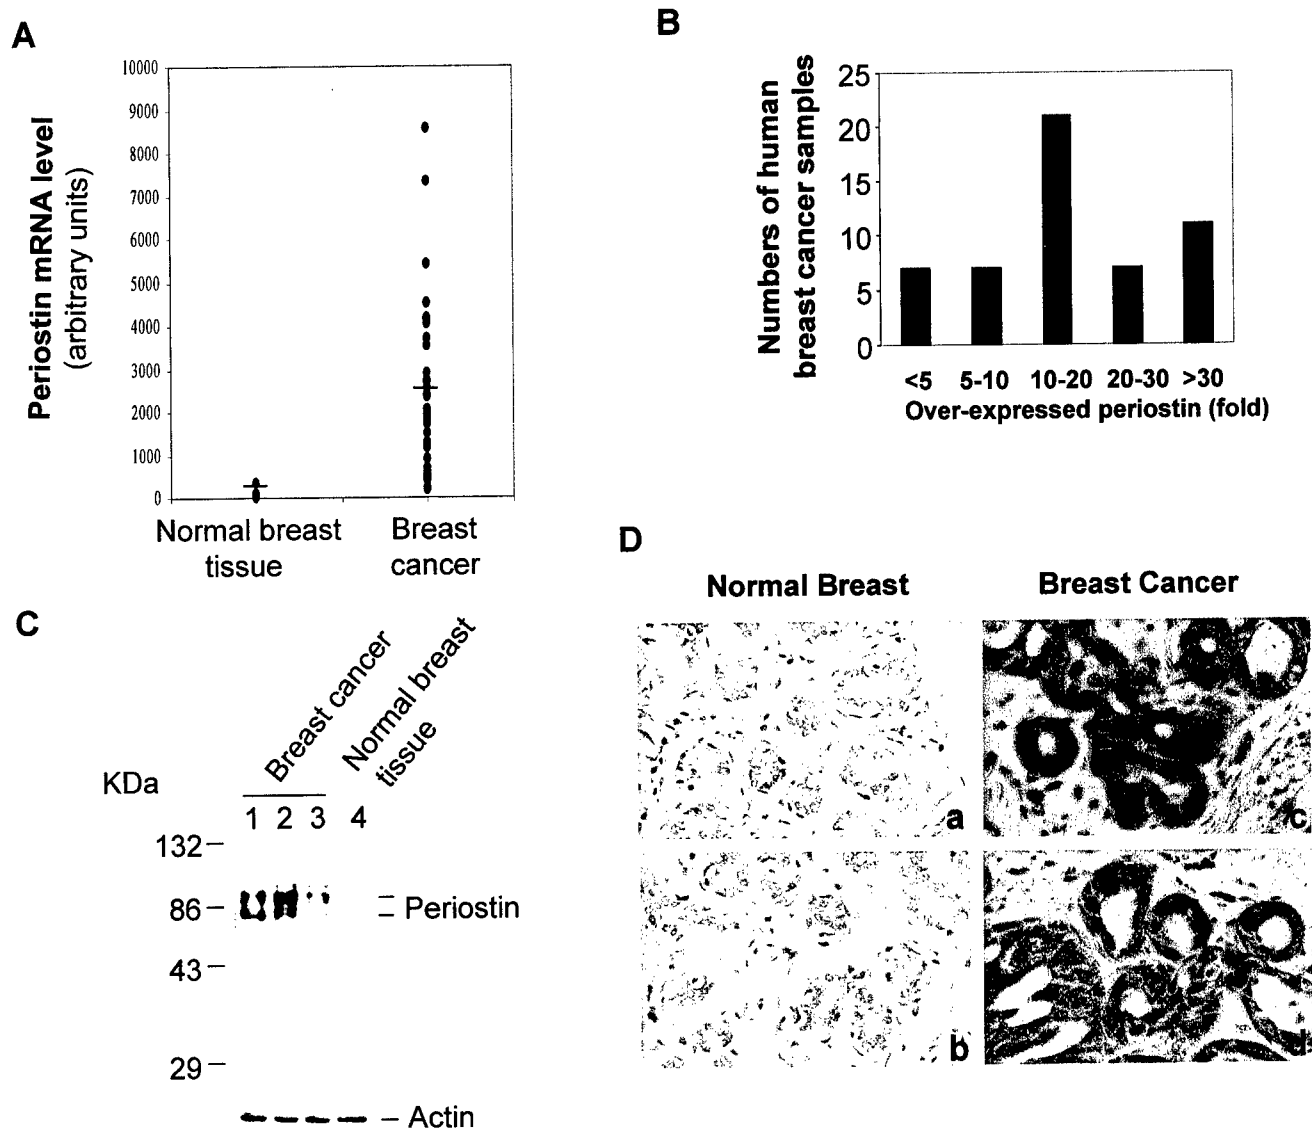 A
10000
9000
8000
7000
6000
5000
4000
3000
2000
1000
0
Periostin mRNA level
(arbitrary units)
Normal breast
tissue
Breast
cancer
B
Numbers of human
breast cancer samples
25
20
15
10
5
0
<5 5-10 10-20 20-30 >30
Over-expressed periostin (fold)
C
Breast cancer
Normal breast
tissue
KDa
1 2 3 4
132
86
43
29
Periostin
Actin
D
Normal Breast
Breast Cancer
a
c
b
d